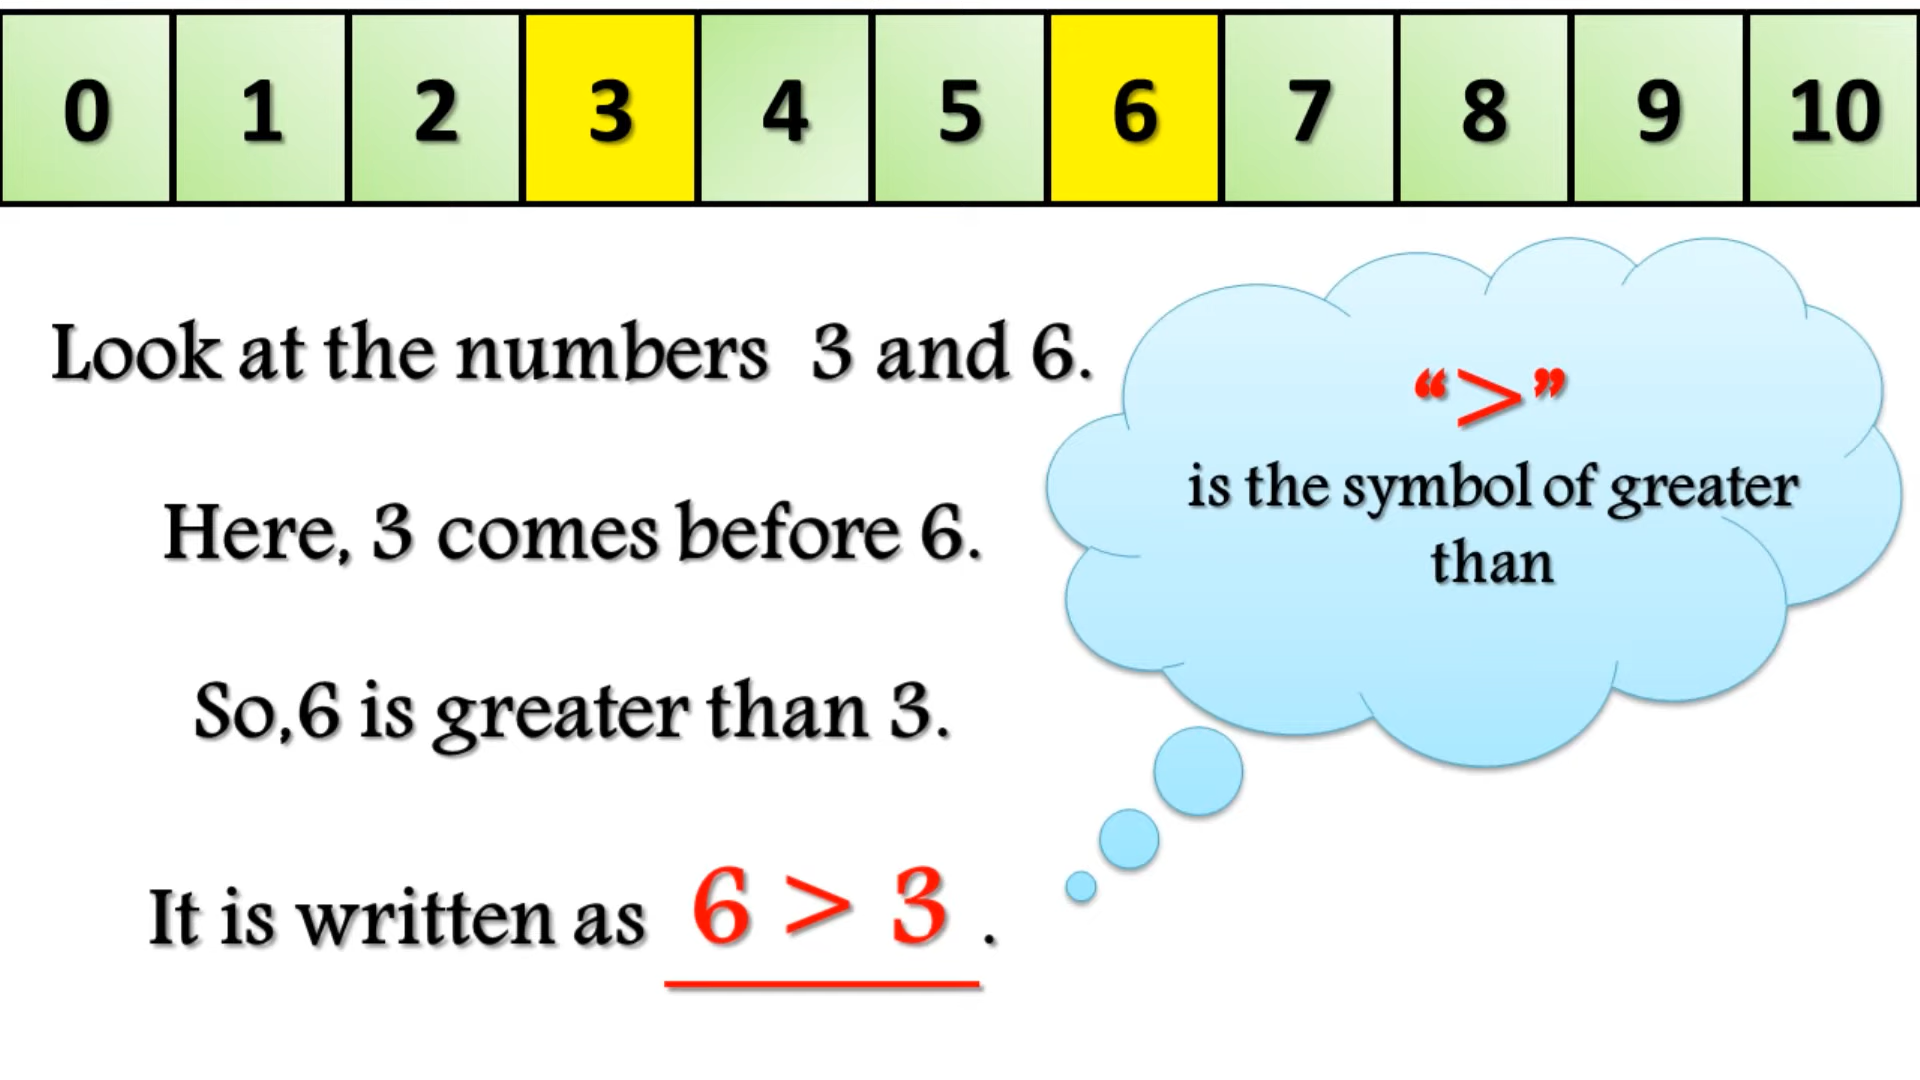 0 1 2 3 4 5 6 7 8 9 10
Look at the numbers 3 and 6.
Here, 3 comes before 6.
So,6 is greater than 3.
It is written as 6 > 3 .
“>”
is the symbol of greater
than